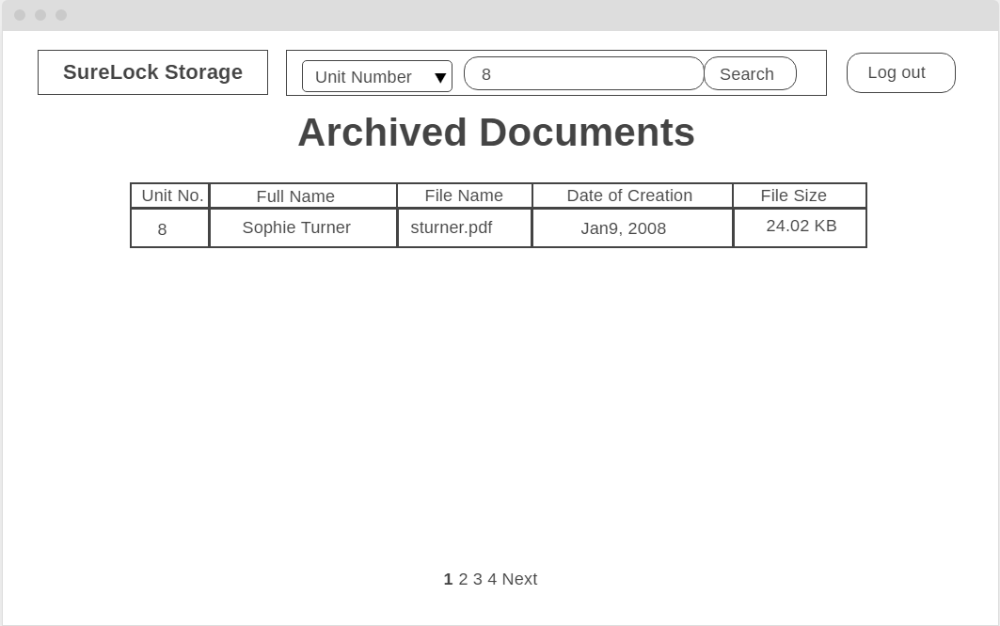 SureLock Storage
Unit Number
8
Search
Log out
Archived Documents
Unit No. Full Name File Name Date of Creation File Size
8 Sophie Turner sturner.pdf Jan9, 2008 24.02 KB
1 2 3 4 Next